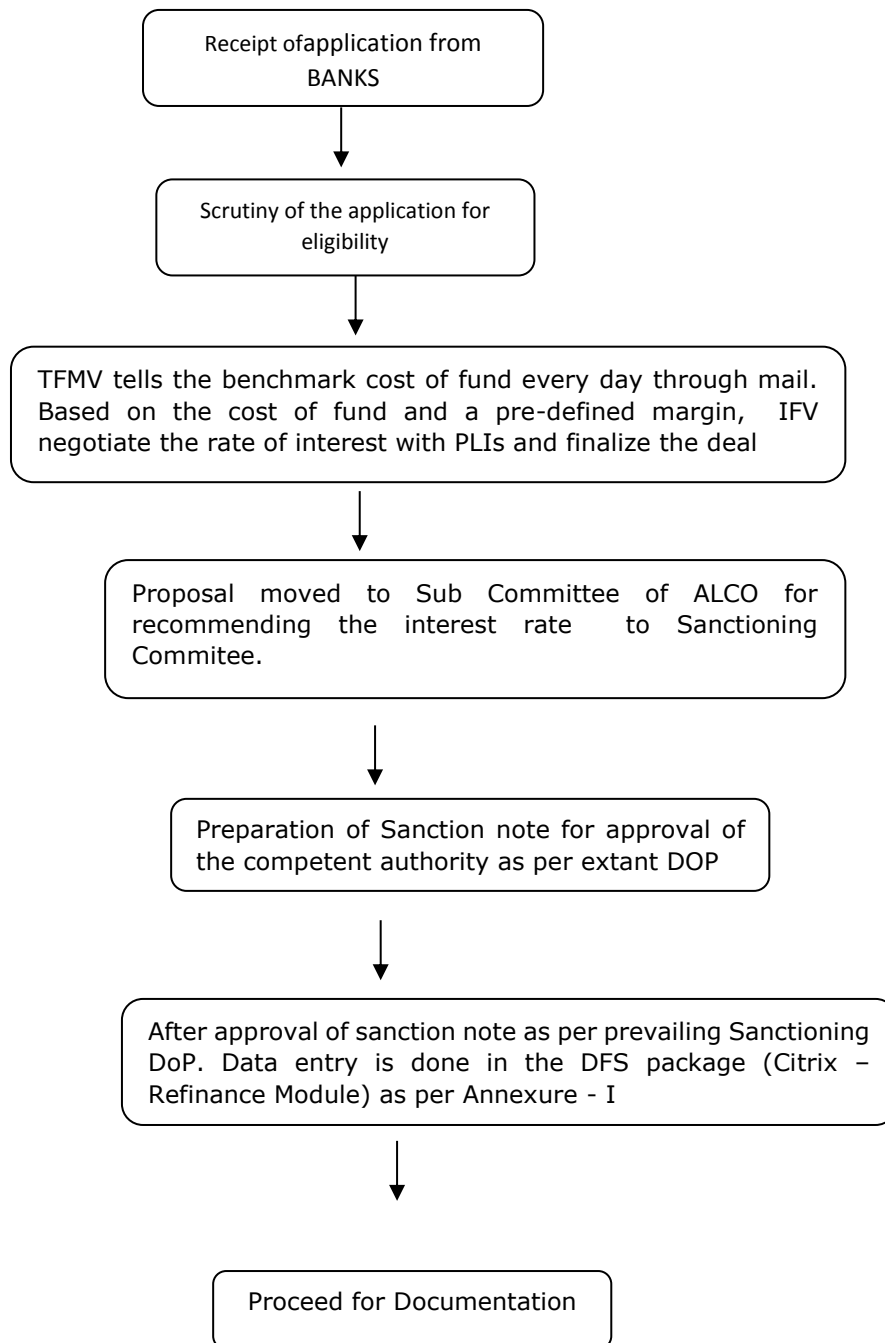 Receipt ofapplication from
BANKS
Scrutiny of the application for
eligibility
TFMV tells the benchmark cost of fund every day through mail.
Based on the cost of fund and a pre-defined margin, IFV
negotiate the rate of interest with PLIs and finalize the deal
Proposal moved to Sub Committee of ALCO for
recommending the interest rate to Sanctioning
Commitee.
Preparation of Sanction note for approval of
the competent authority as per extant DOP
After approval of sanction note as per prevailing Sanctioning
DoP. Data entry is done in the DFS package (Citrix –
Refinance Module) as per Annexure - I
Proceed for Documentation